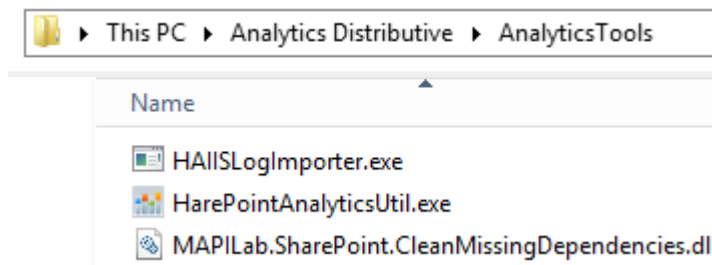 This PC ▸ Analytics Distributive ▸ AnalyticsTools
Name
HAIISLogImporter.exe
HarePointAnalyticsUtil.exe
MAPILab.SharePoint.CleanMissingDependencies.dl